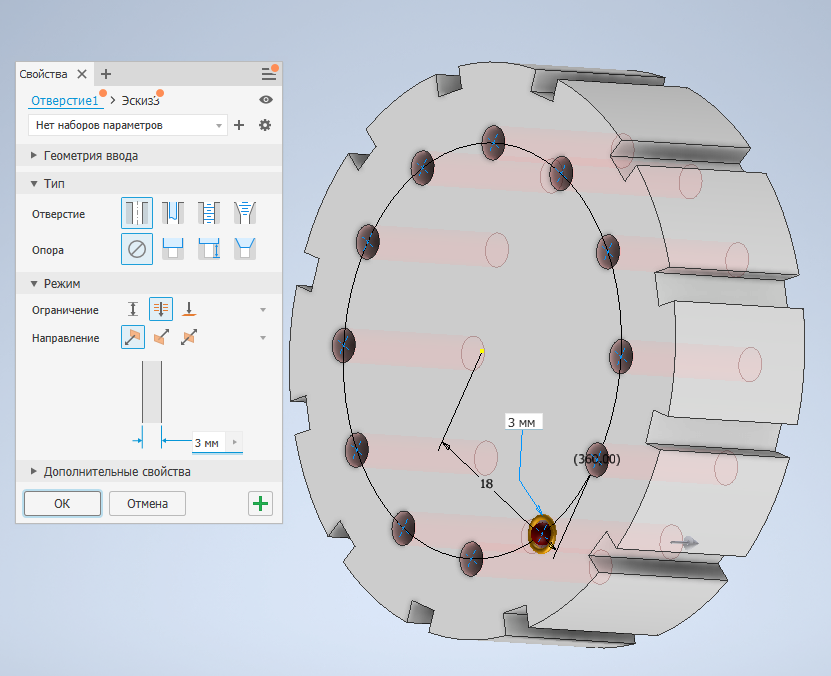 Свойства
Отверстие1 > Эскиз3
Нет наборов параметров
Геометрия ввода
Тип
Отверстие
Опора
Режим
Ограничение
Направление
3 мм
Дополнительные свойства
ОК
Отмена
3 мм
(360.00)
18